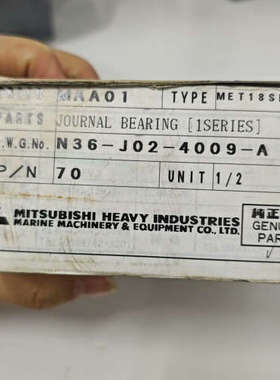 MAA01 TYPE MET18S
PARTS JOURNAL BEARING [1SERIES]
W.G.No. N36-J02-4009-A
P/N 70 UNIT 1/2
MITSUBISHI HEAVY INDUSTRIES
MARINE MACHINERY & EQUIPMENT CO., LTD.
純正
GENU
PAR